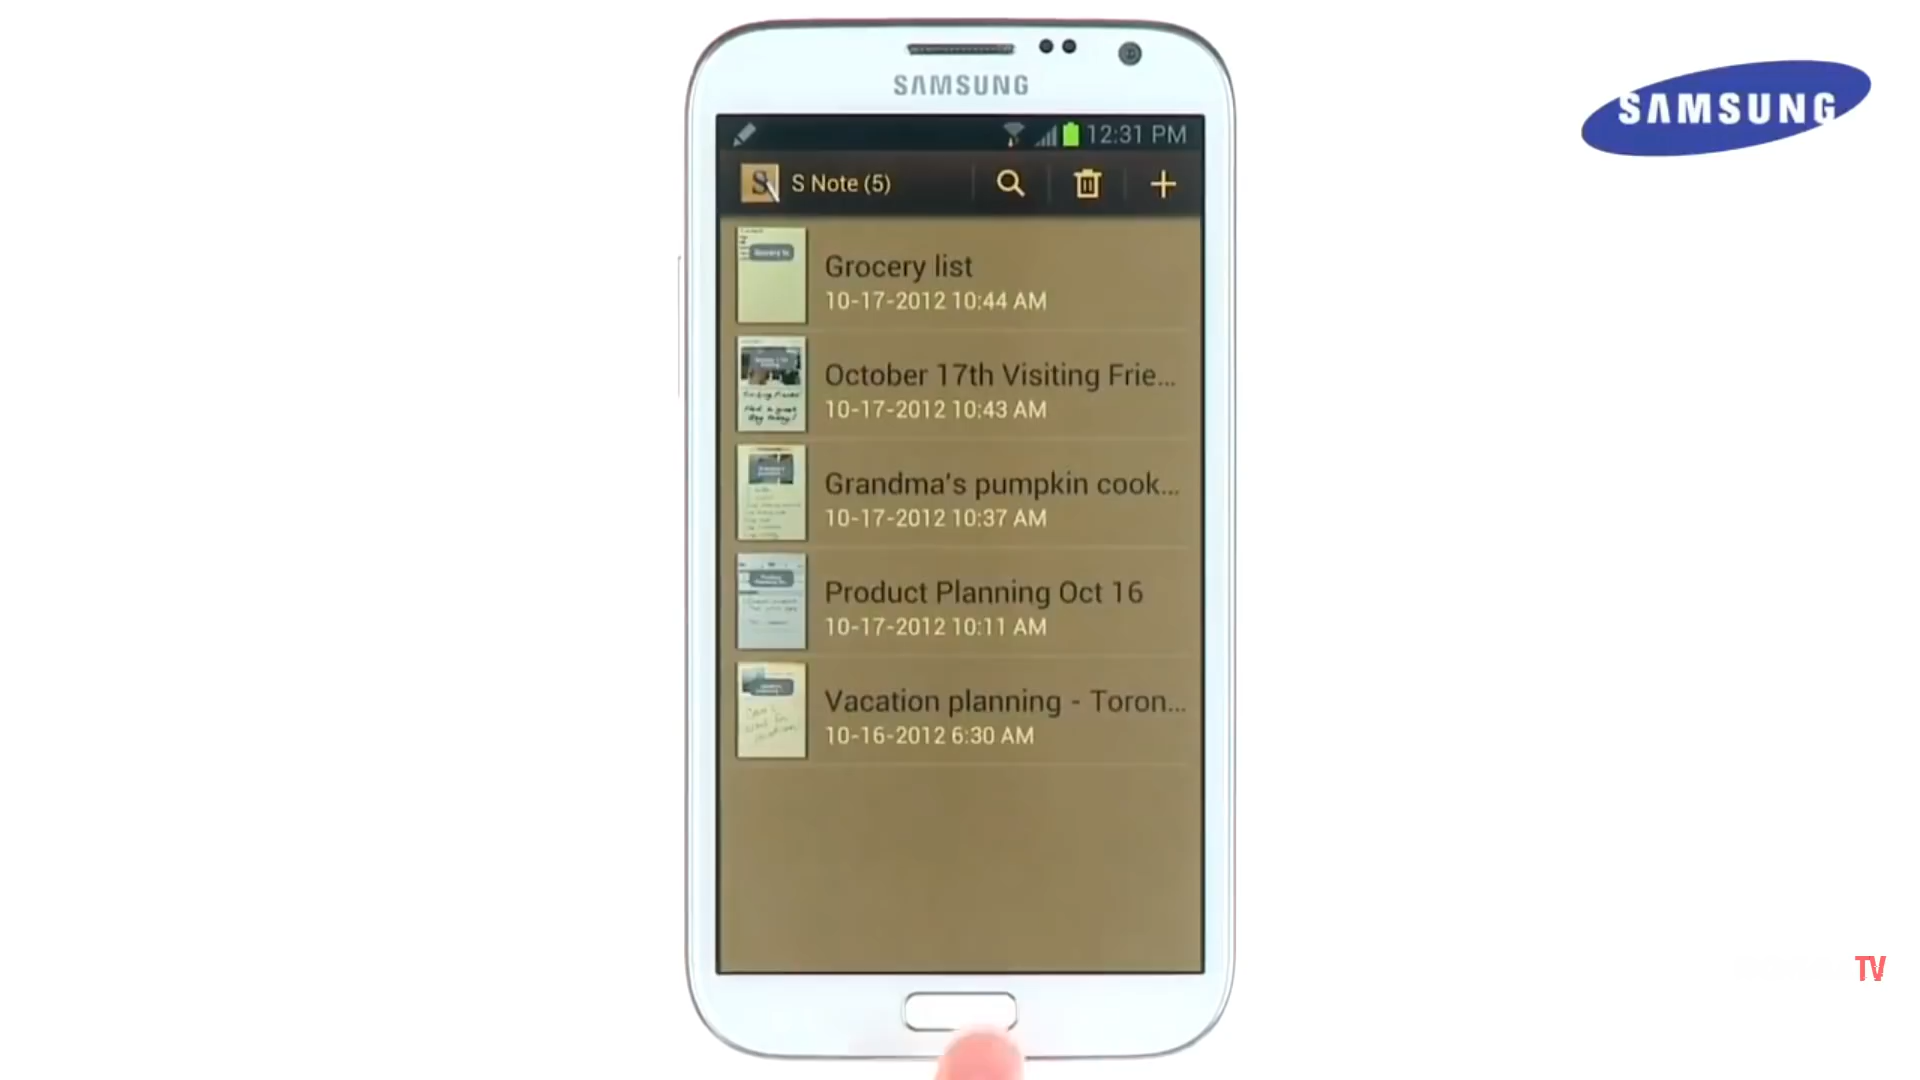 SAMSUNG
SAMSUNG
12:31 PM
S Note (5)
Grocery list
10-17-2012 10:44 AM
October 17th Visiting Frie...
10-17-2012 10:43 AM
Grandma's pumpkin cook...
10-17-2012 10:37 AM
Product Planning Oct 16
10-17-2012 10:11 AM
Vacation planning - Toron...
10-16-2012 6:30 AM
TV